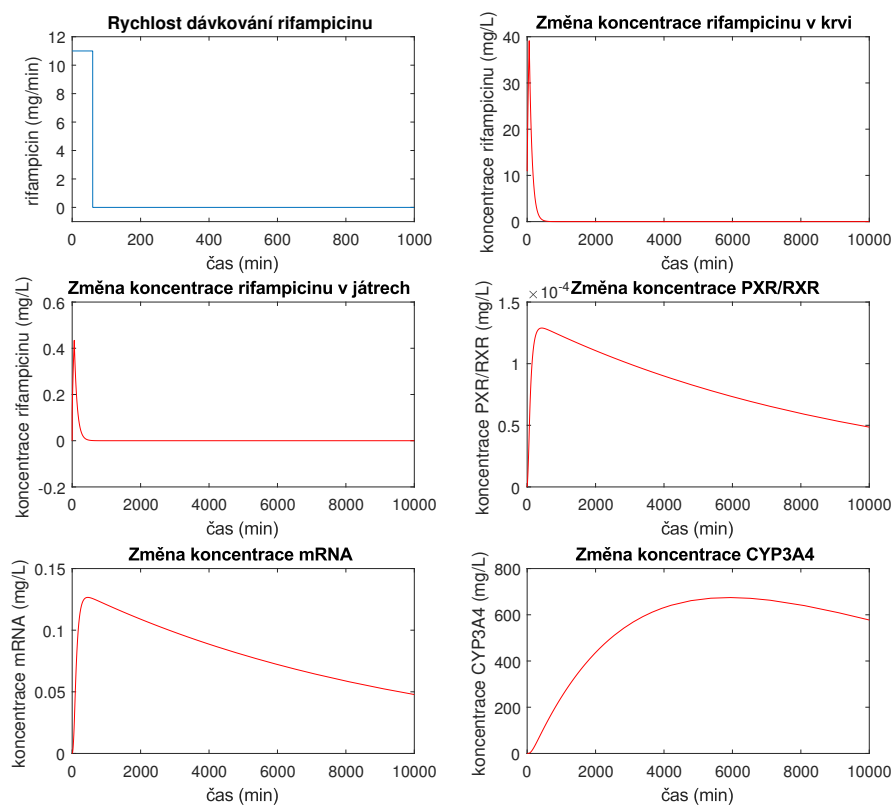 Rychlost dávkování rifampicinu
12
10
8
6
4
2
0
rifampicin (mg/min)
0 200 400 600 800 1000
čas (min)
Změna koncentrace rifampicinu v krvi
40
30
20
10
0
koncentrace rifampicinu (mg/L)
0 2000 4000 6000 8000 10000
čas (min)
Změna koncentrace rifampicinu v játrech
0.6
0.4
0.2
0
-0.2
koncentrace rifampicinu (mg/L)
0 2000 4000 6000 8000 10000
čas (min)
× 10-4 Změna koncentrace PXR/RXR
1.5
1
0.5
0
koncentrace PXR/RXR (mg/L)
0 2000 4000 6000 8000 10000
čas (min)
Změna koncentrace mRNA
0.15
0.1
0.05
0
koncentrace mRNA (mg/L)
0 2000 4000 6000 8000 10000
čas (min)
Změna koncentrace CYP3A4
800
600
400
200
0
koncentrace CYP3A4 (mg/L)
0 2000 4000 6000 8000 10000
čas (min)